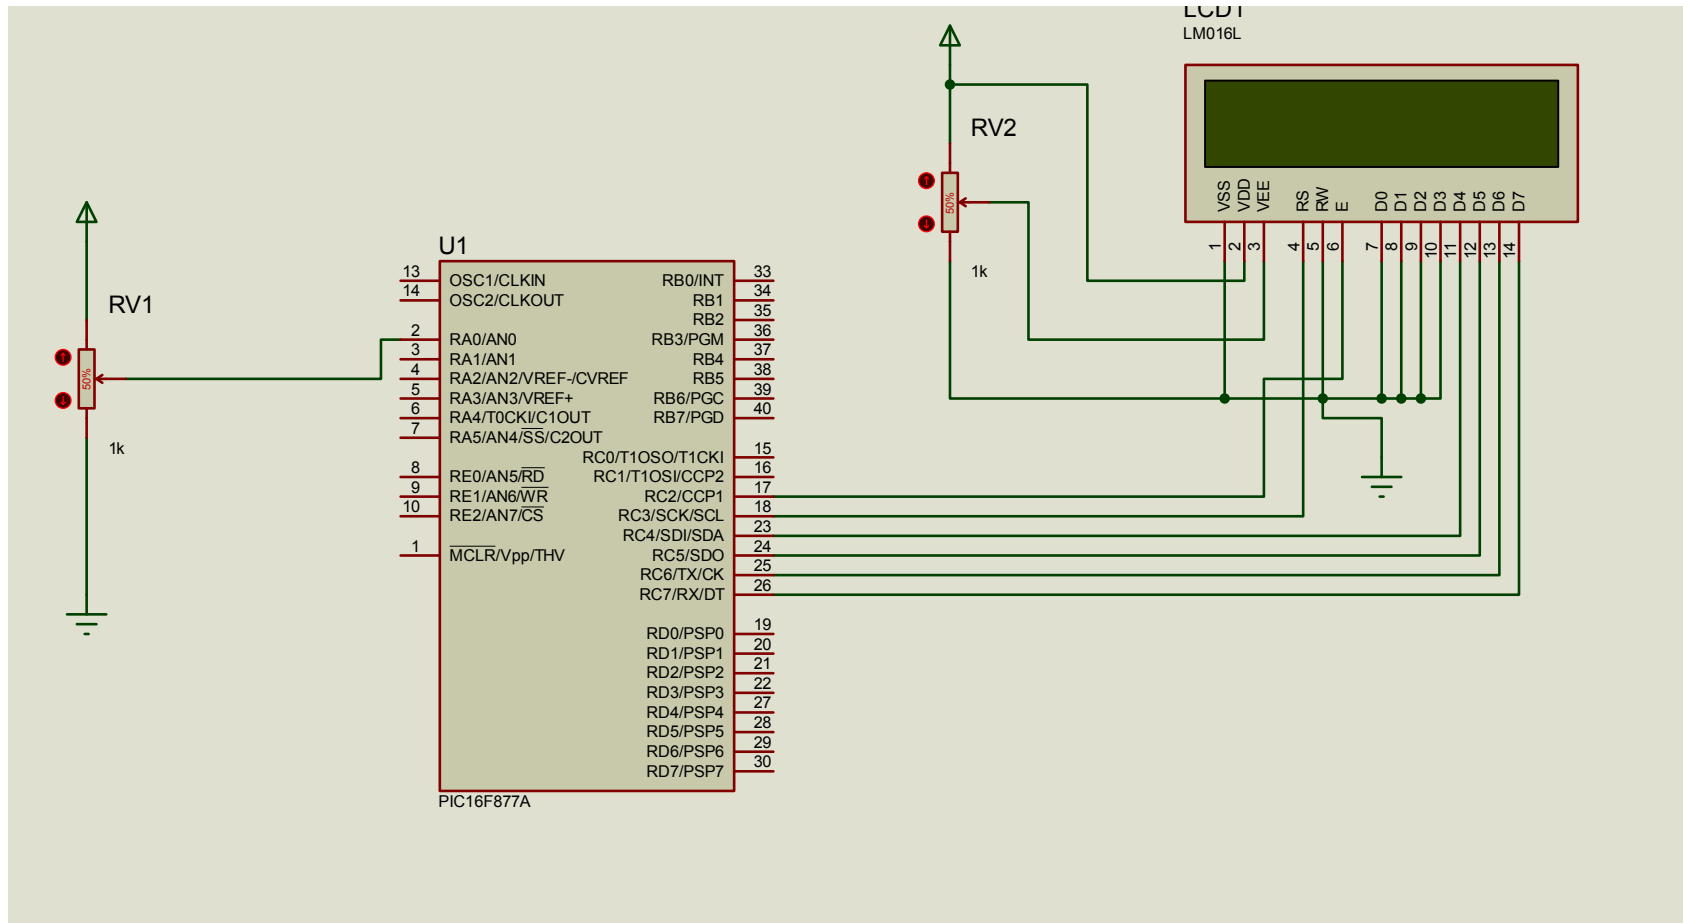 LCD1
LM016L
RV2
50%
1k
VSS
VDD
VEE
RS
RW
E
D0
D1
D2
D3
D4
D5
D6
D7
1
2
3
4
5
6
7
8
9
10
11
12
13
14
RV1
50%
1k
U1
13 OSC1/CLKIN RB0/INT 33
14 OSC2/CLKOUT RB1 34
RB2 35
2 RA0/AN0 RB3/PGM 36
3 RA1/AN1 RB4 37
4 RA2/AN2/VREF-/CVREF RB5 38
5 RA3/AN3/VREF+ RB6/PGC 39
6 RA4/T0CKI/C1OUT RB7/PGD 40
7 RA5/AN4/SS/C2OUT
RC0/T1OSO/T1CKI 15
8 RE0/AN5/RD RC1/T1OSI/CCP2 16
9 RE1/AN6/WR RC2/CCP1 17
10 RE2/AN7/CS RC3/SCK/SCL 18
RC4/SDI/SDA 23
1 MCLR/Vpp/THV RC5/SDO 24
RC6/TX/CK 25
RC7/RX/DT 26
RD0/PSP0 19
RD1/PSP1 20
RD2/PSP2 21
RD3/PSP3 22
RD4/PSP4 27
RD5/PSP5 28
RD6/PSP6 29
RD7/PSP7 30
PIC16F877A